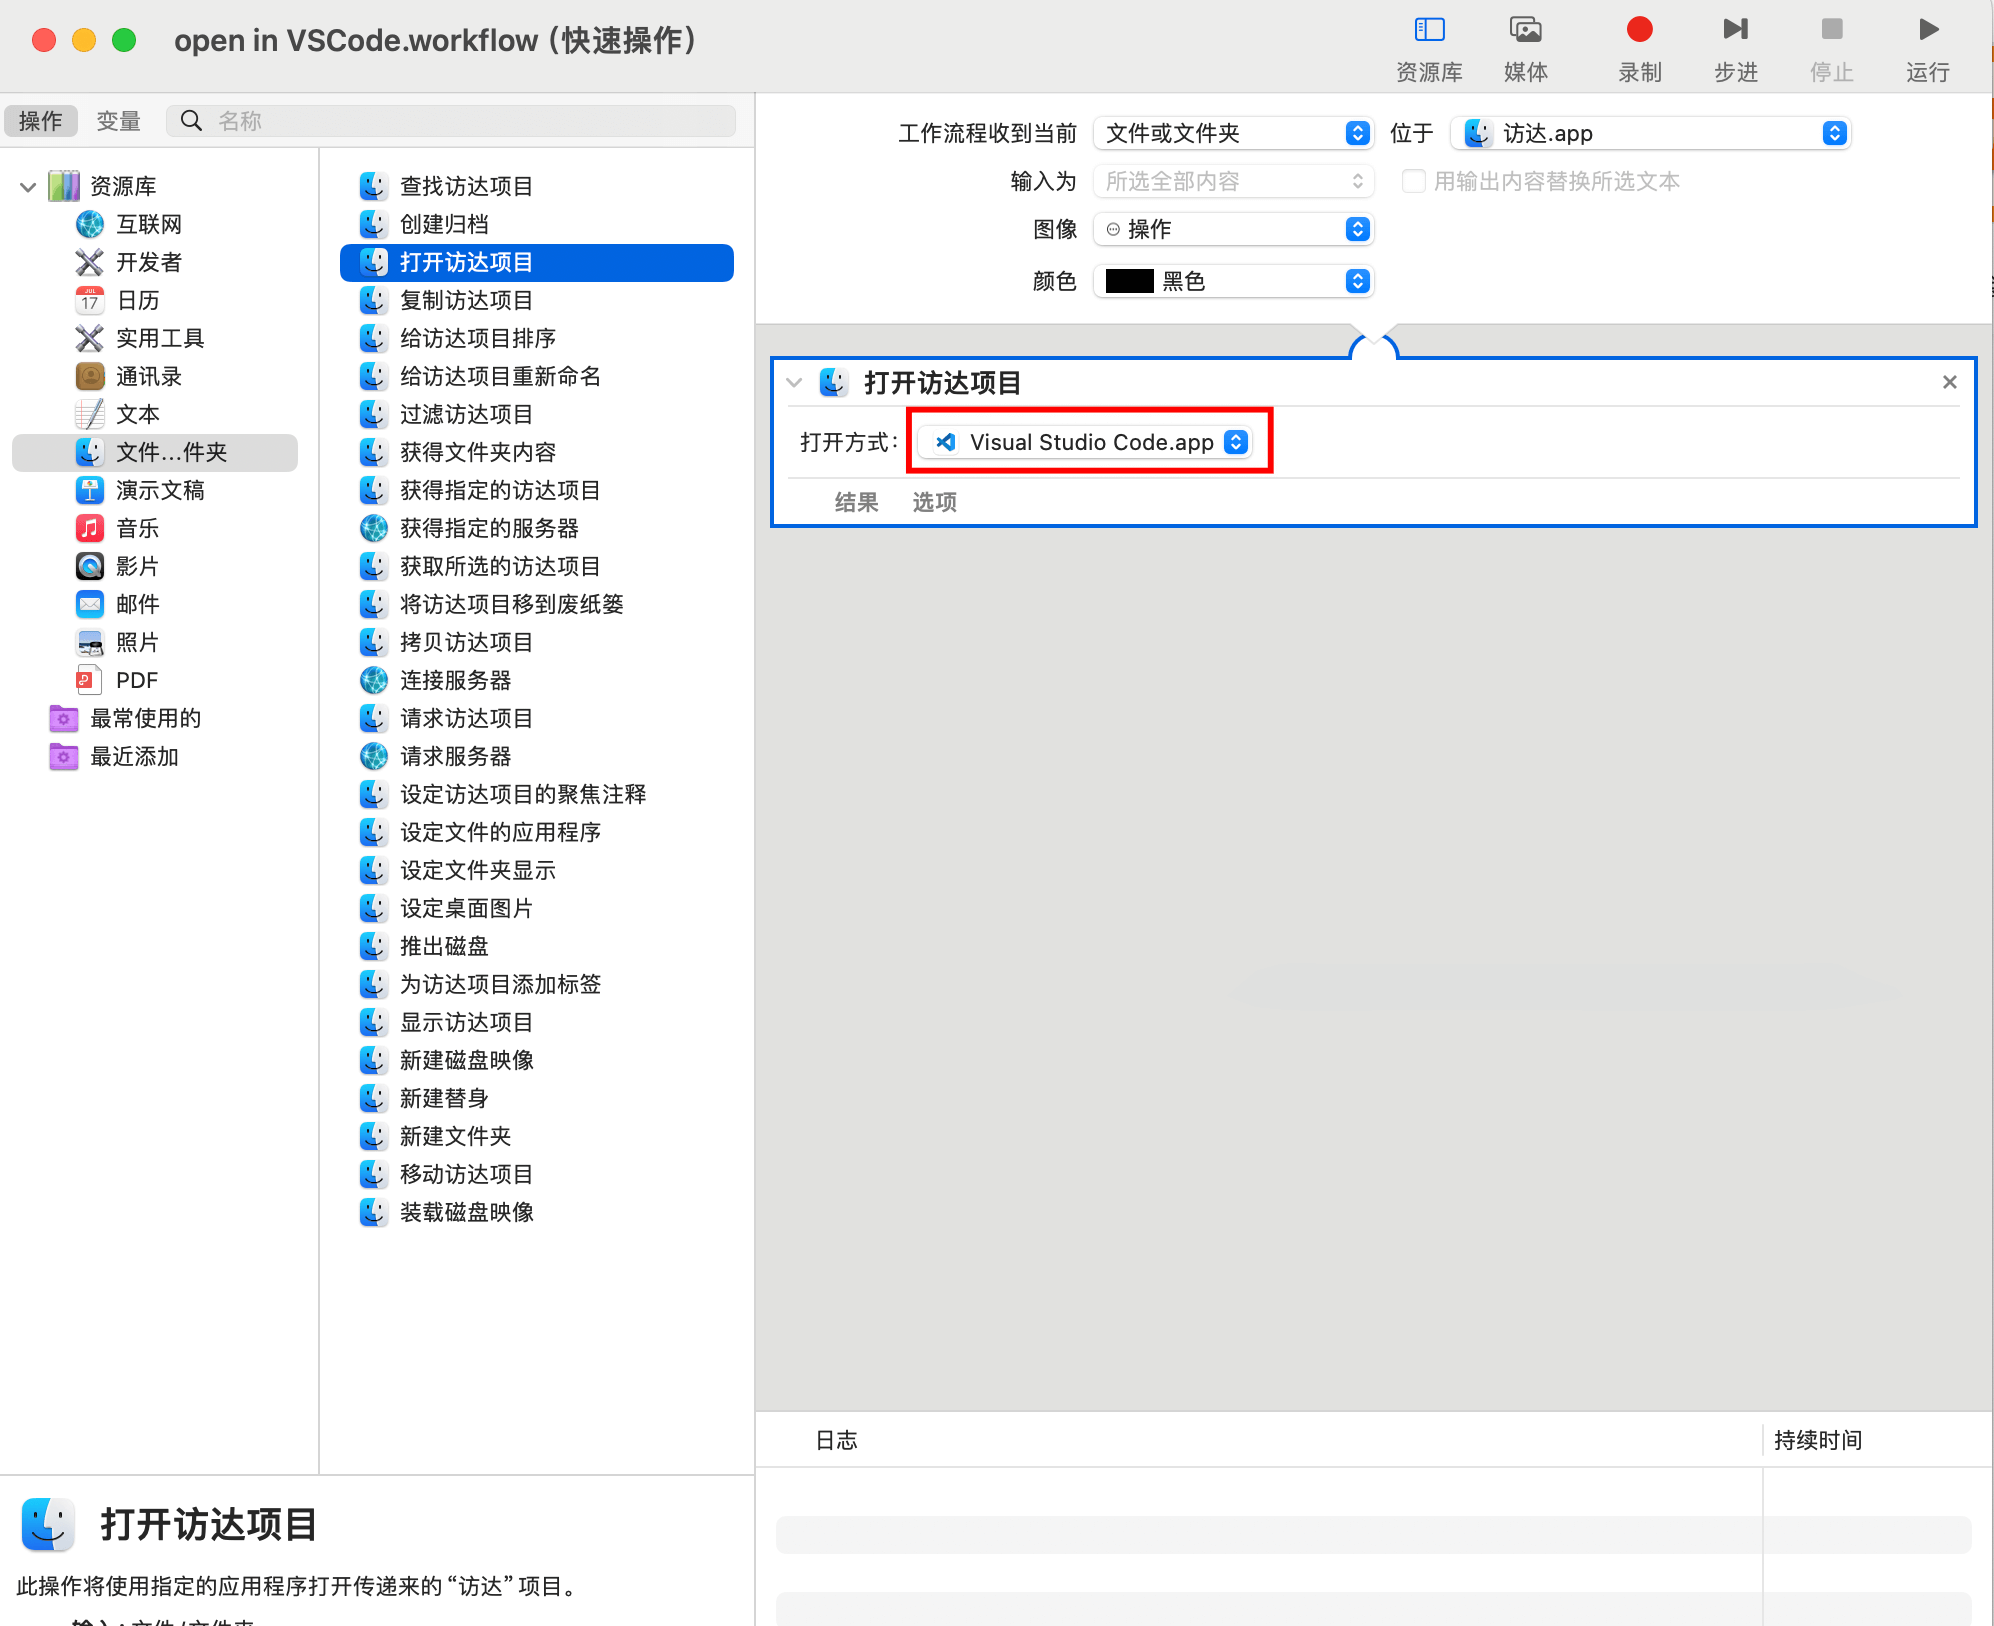 open in VSCode.workflow（快速操作）
资源库
媒体
录制
步进
停止
运行
操作
变量
名称
资源库
互联网
开发者
JUL
17
日历
实用工具
通讯录
文本
文件...件夹
演示文稿
音乐
影片
邮件
照片
PDF
最常使用的
最近添加
查找访达项目
创建归档
打开访达项目
复制访达项目
给访达项目排序
给访达项目重新命名
过滤访达项目
获得文件夹内容
获得指定的访达项目
获得指定的服务器
获取所选的访达项目
将访达项目移到废纸篓
拷贝访达项目
连接服务器
请求访达项目
请求服务器
设定访达项目的聚焦注释
设定文件的应用程序
设定文件夹显示
设定桌面图片
推出磁盘
为访达项目添加标签
显示访达项目
新建磁盘映像
新建替身
新建文件夹
移动访达项目
装载磁盘映像
工作流程收到当前 文件或文件夹 位于 访达.app
输入为 所选全部内容 用输出内容替换所选文本
图像 操作
颜色 黑色
打开访达项目
打开方式： Visual Studio Code.app
结果 选项
日志 持续时间
打开访达项目
此操作将使用指定的应用程序打开传递来的“访达”项目。
输入：文件/文件夹